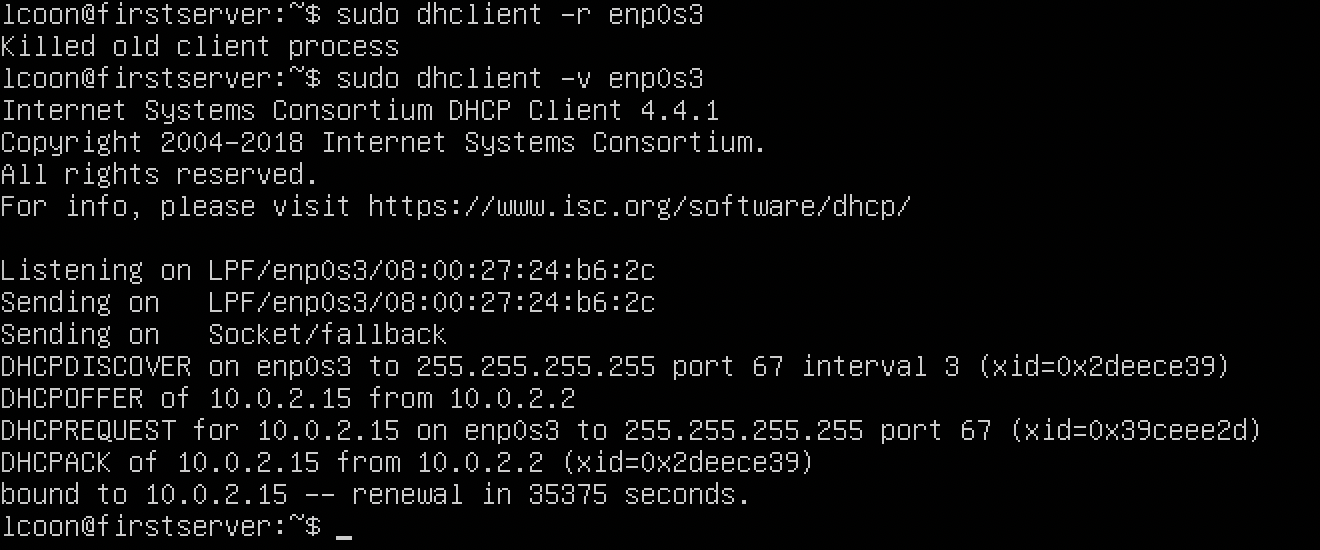 lcoon@firstserver:~$ sudo dhclient -r enp0s3
Killed old client process
lcoon@firstserver:~$ sudo dhclient -v enp0s3
Internet Systems Consortium DHCP Client 4.4.1
Copyright 2004-2018 Internet Systems Consortium.
All rights reserved.
For info, please visit https://www.isc.org/software/dhcp/

Listening on LPF/enp0s3/08:00:27:24:b6:2c
Sending on   LPF/enp0s3/08:00:27:24:b6:2c
Sending on   Socket/fallback
DHCPDISCOVER on enp0s3 to 255.255.255.255 port 67 interval 3 (xid=0x2deece39)
DHCPOFFER of 10.0.2.15 from 10.0.2.2
DHCPREQUEST for 10.0.2.15 on enp0s3 to 255.255.255.255 port 67 (xid=0x39ceee2d)
DHCPACK of 10.0.2.15 from 10.0.2.2 (xid=0x2deece39)
bound to 10.0.2.15 -- renewal in 35375 seconds.
lcoon@firstserver:~$ _